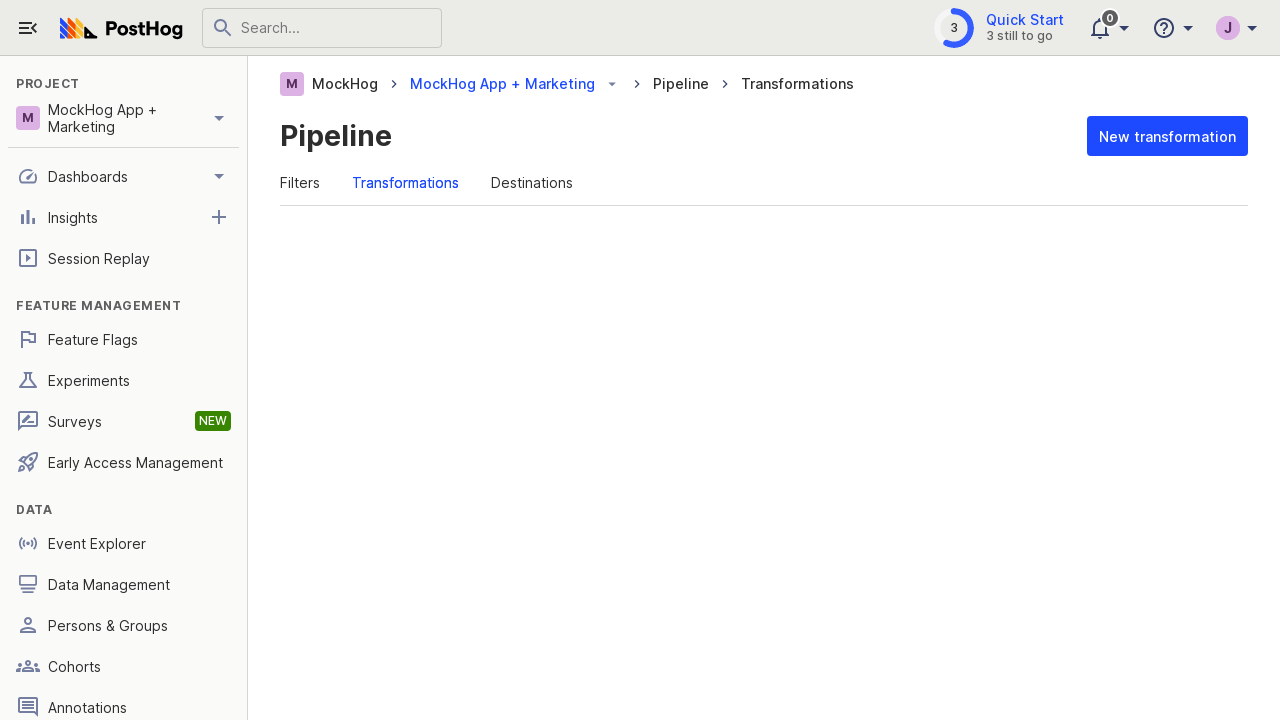 PostHog
Search...
3
Quick Start
3 still to go
0
J
PROJECT
M
MockHog App +
Marketing
Dashboards
Insights
Session Replay
FEATURE MANAGEMENT
Feature Flags
Experiments
Surveys
NEW
Early Access Management
DATA
Event Explorer
Data Management
Persons & Groups
Cohorts
Annotations
M
MockHog
MockHog App + Marketing
Pipeline
Transformations
Pipeline
New transformation
Filters
Transformations
Destinations